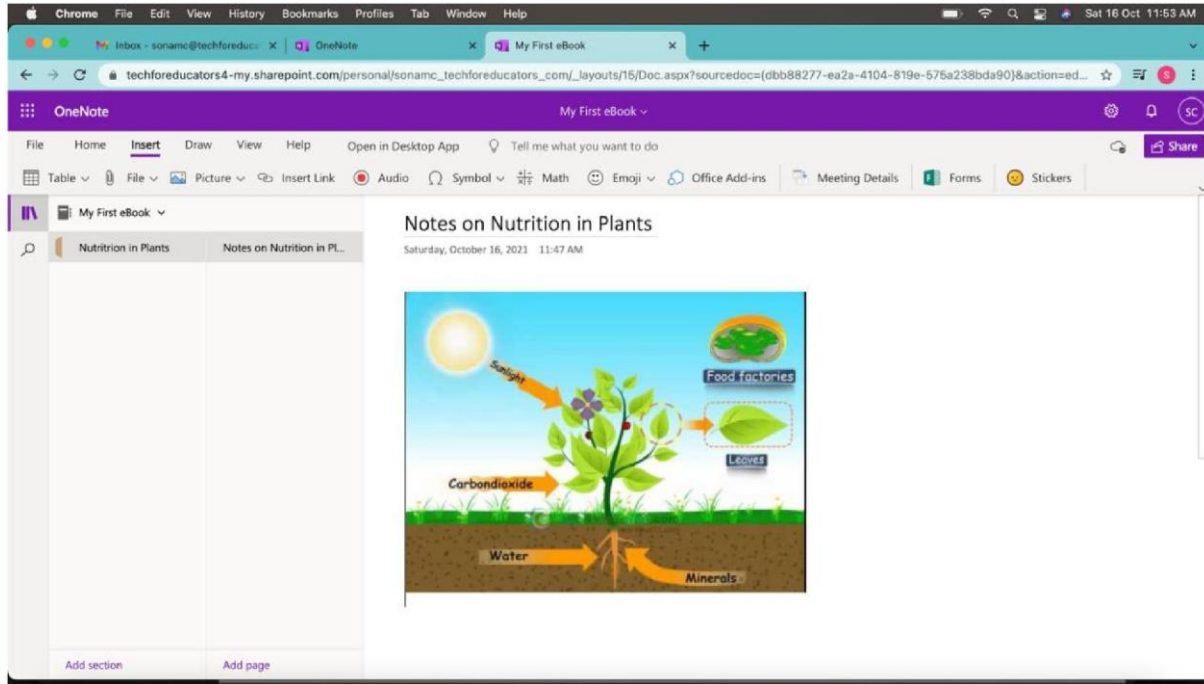 Chrome File Edit View History Bookmarks Profiles Tab Window Help Sat 16 Oct 11:53 AM
Inbox - sonamc@techforeduca OneNote My First eBook
techforeducators4-my.sharepoint.com/personal/sonamc_techforeducators_com/_layouts/15/Doc.aspx?sourcedoc={dbb88277-ea2a-4104-819e-575a238bda90}&action=ed... S
OneNote My First eBook SC
File Home Insert Draw View Help Open in Desktop App Tell me what you want to do Share
Table File Picture Insert Link Audio Symbol Math Emoji Office Add-ins Meeting Details Forms Stickers
My First eBook
Nutritrion in Plants Notes on Nutrition in Pl...
Notes on Nutrition in Plants
Saturday, October 16, 2021 11:47 AM
Sunlight
Food factories
Leaves
Carbondioxide
Water
Minerals
Add section Add page